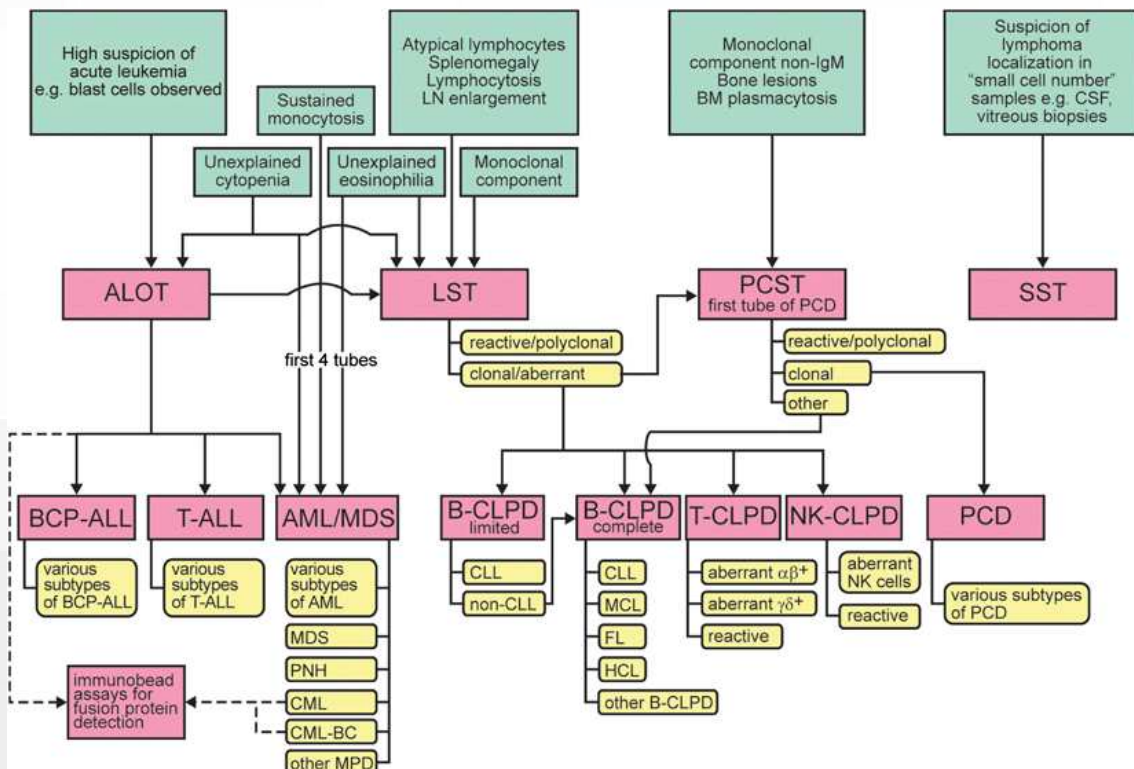 High suspicion of
acute leukemia
e.g. blast cells observed
Atypical lymphocytes
Splenomegaly
Lymphocytosis
LN enlargement
Monoclonal
component non-IgM
Bone lesions
BM plasmacytosis
Suspicion of
lymphoma
localization in
“small cell number”
samples e.g. CSF,
vitreous biopsies
Sustained
monocytosis
Unexplained
cytopenia
Unexplained
eosinophilia
Monoclonal
component
ALOT
LST
PCST
first tube of PCD
SST
reactive/polyclonal
clonal/aberrant
reactive/polyclonal
clonal
other
first 4 tubes
BCP-ALL
T-ALL
AML/MDS
B-CLPD
limited
B-CLPD
complete
T-CLPD
NK-CLPD
PCD
various
subtypes
of BCP-ALL
various
subtypes
of T-ALL
various
subtypes
of AML
MDS
PNH
CML
CML-BC
other MPD
immunobead
assays for
fusion protein
detection
CLL
non-CLL
CLL
MCL
FL
HCL
other B-CLPD
aberrant αβ+
aberrant γδ+
reactive
aberrant
NK cells
reactive
various subtypes
of PCD